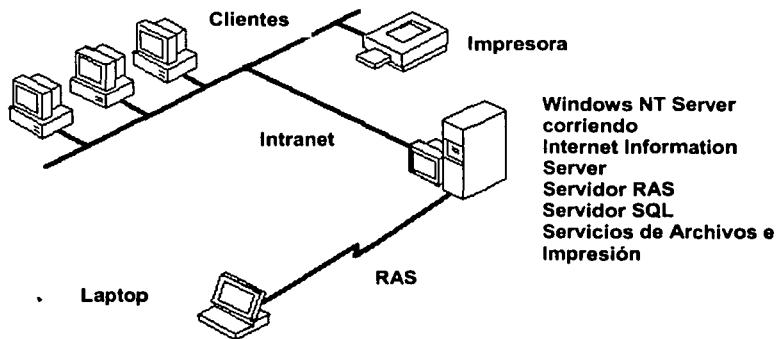 Clientes
Impresora
Windows NT Server
corriendo
Internet Information
Server
Servidor RAS
Servidor SQL
Servicios de Archivos e
Impresión
Intranet
RAS
Laptop